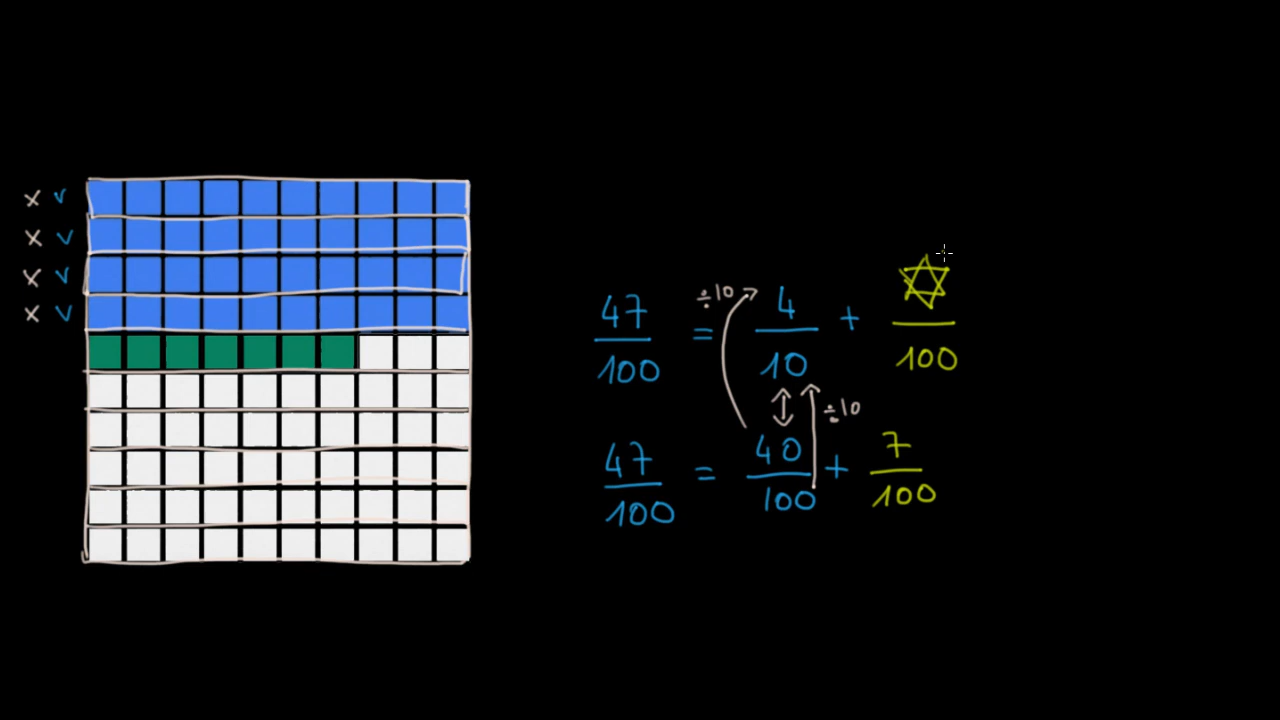 x v
x v
x v
x v
47/100 = 4/10 + ✡/100
÷10
÷10
47/100 = 40/100 + 7/100